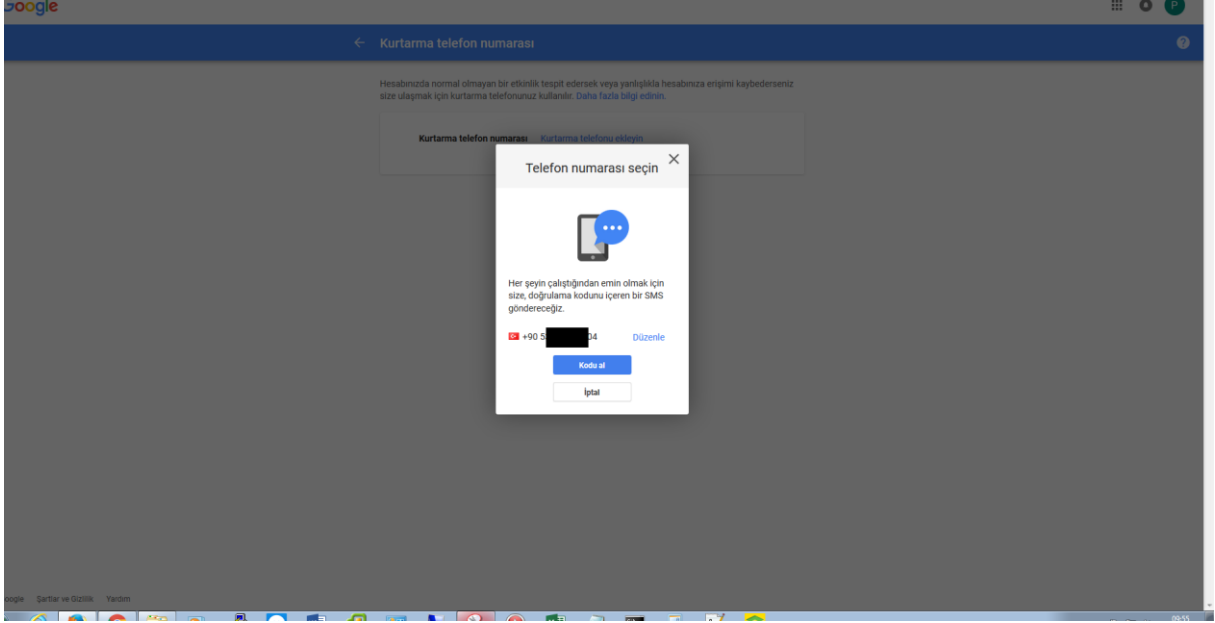 Google
P
Kurtarma telefon numarası
Hesabınızda normal olmayan bir etkinlik tespit edersek veya yanlışlıkla hesabınıza erişimi kaybederseniz
size ulaşmak için kurtarma telefonunuz kullanılır. Daha fazla bilgi edinin.
Kurtarma telefon numarası Kurtarma telefonu ekleyin
Telefon numarası seçin
Her şeyin çalıştığından emin olmak için
size, doğrulama kodunu içeren bir SMS
göndereceğiz.
+90 5 04 Düzenle
Kodu al
İptal
oogle Şartlar ve Gizlilik Yardım
09:55